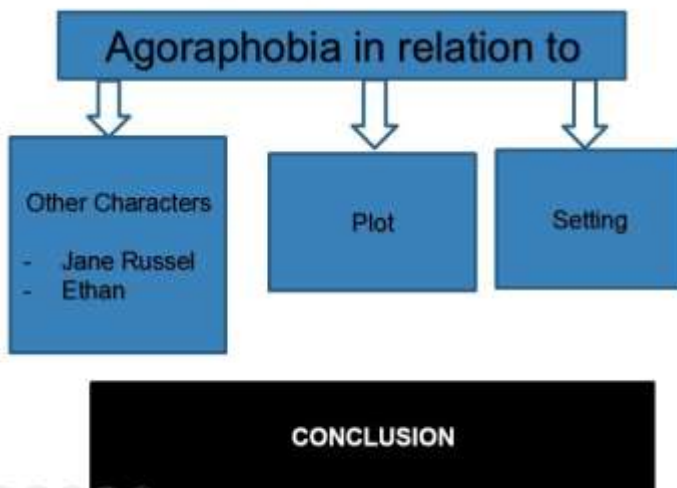 Agoraphobia in relation to
Other Characters
- Jane Russel
- Ethan
Plot
Setting
CONCLUSION